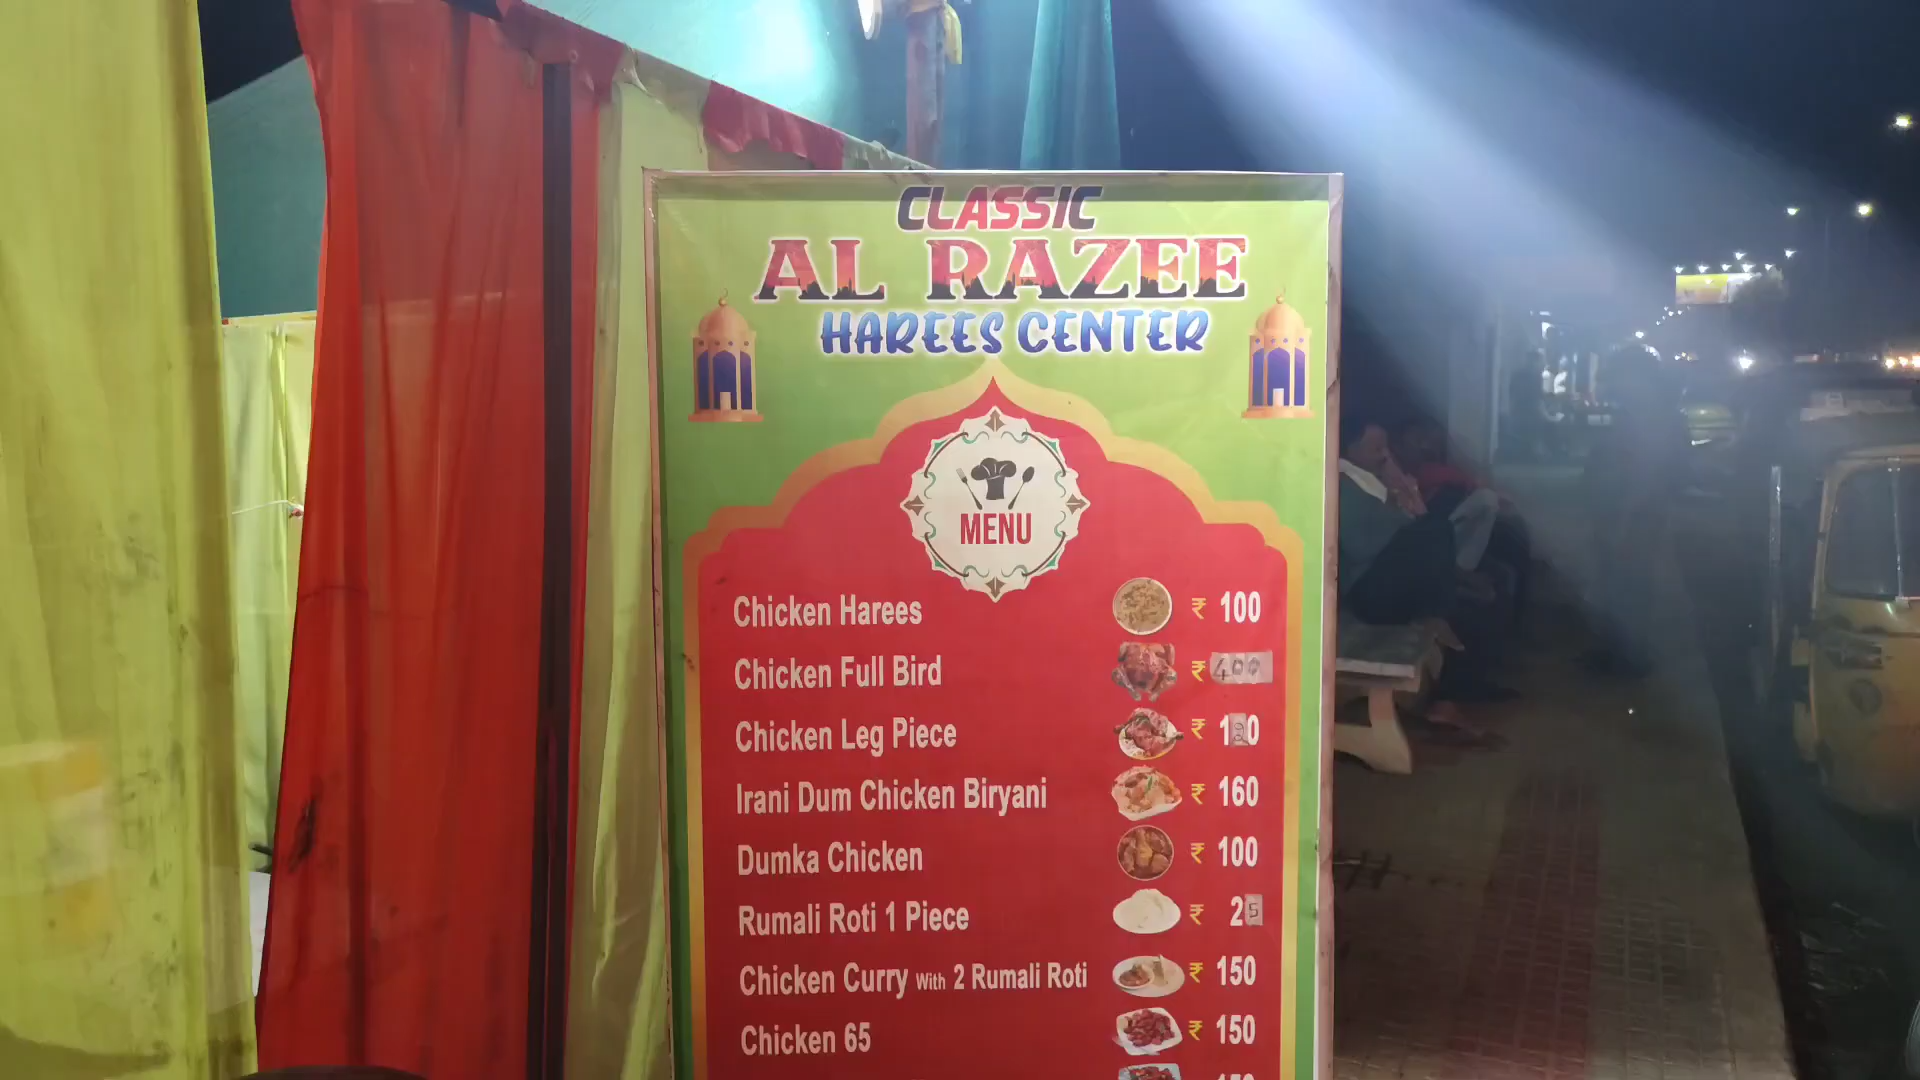 CLASSIC
AL RAZEE
HAREES CENTER
MENU
Chicken Harees ₹ 100
Chicken Full Bird ₹ 400
Chicken Leg Piece ₹ 120
Irani Dum Chicken Biryani ₹ 160
Dumka Chicken ₹ 100
Rumali Roti 1 Piece ₹ 25
Chicken Curry With 2 Rumali Roti ₹ 150
Chicken 65 ₹ 150